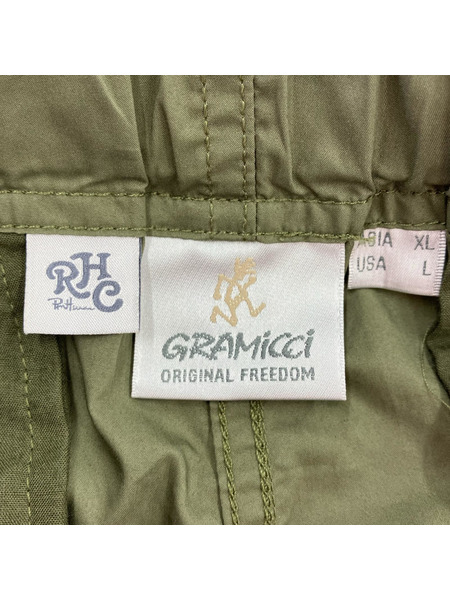 RHC
Ron Herman
GRAMiCCi
ORIGINAL FREEDOM
ASIA XL
USA L